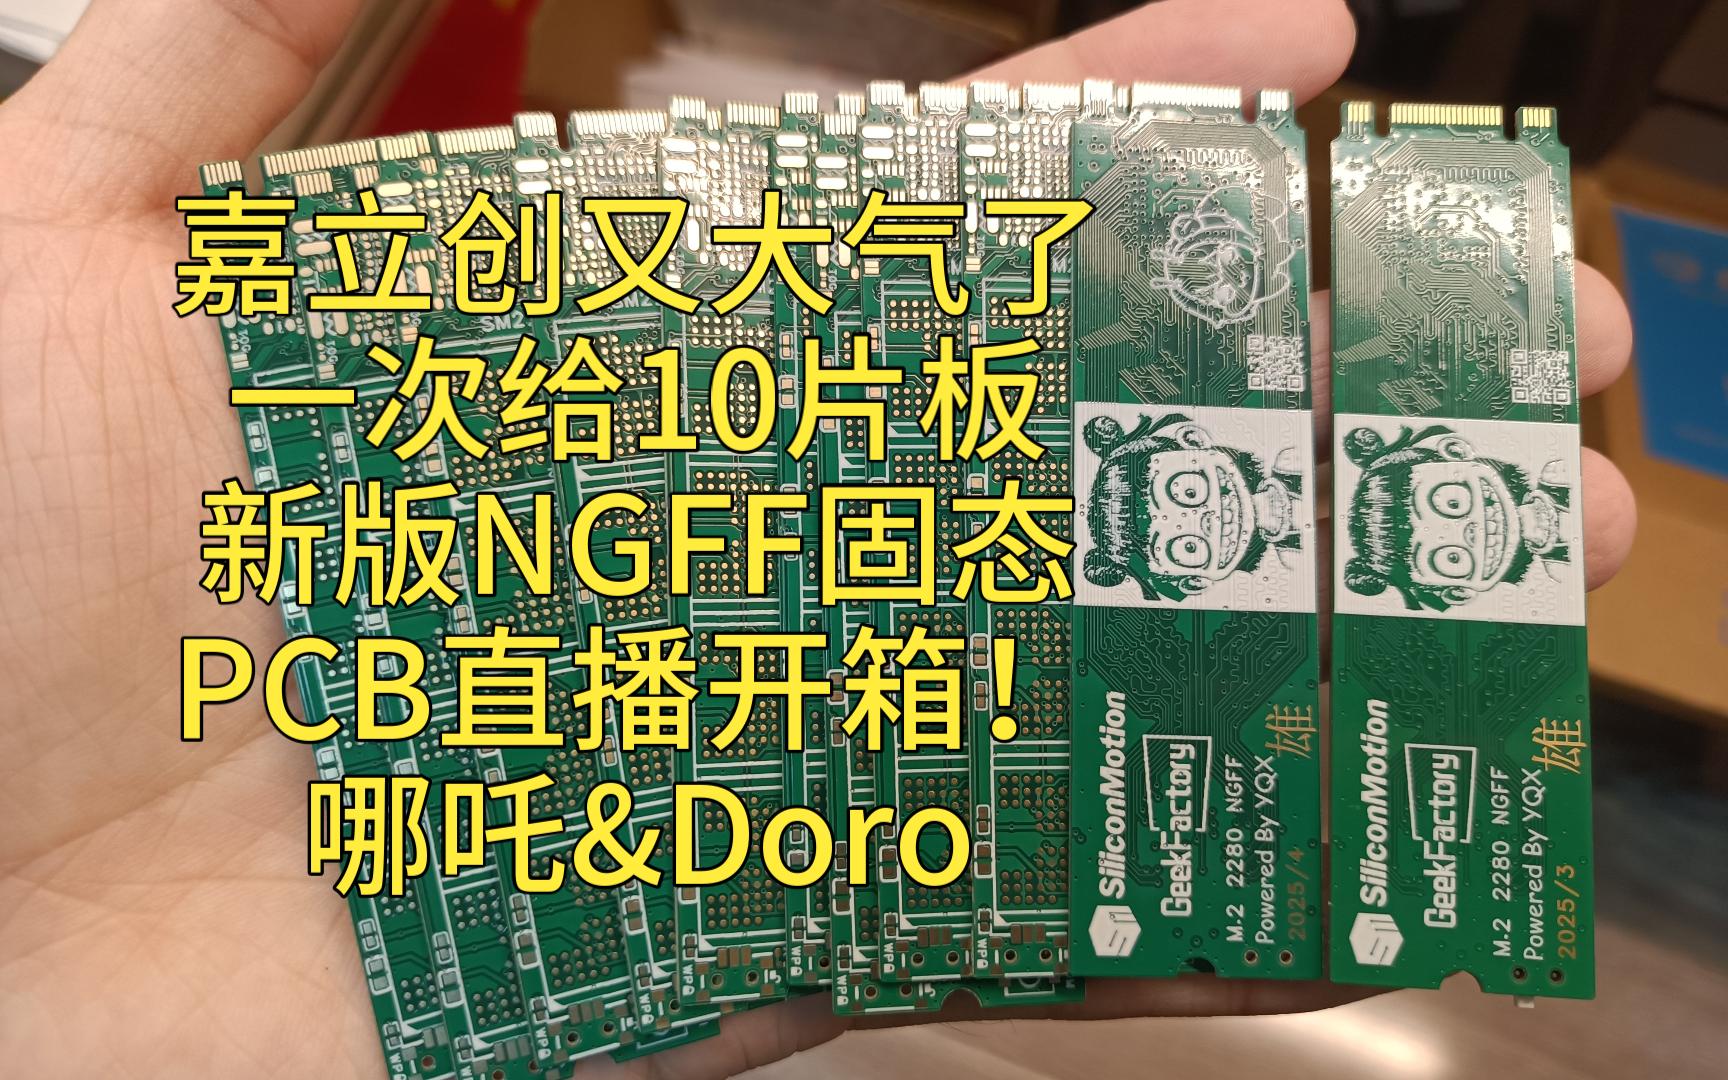 嘉立创又大气了
一次给10片板
新版NGFF固态
PCB直播开箱！
哪吒&Doro
SiliconMotion
GeekFactory
M.2 2280 NGFF
Powered By YQX
2025/4
雄
SiliconMotion
GeekFactory
M.2 2280 NGFF
Powered By YQX
2025/3
雄